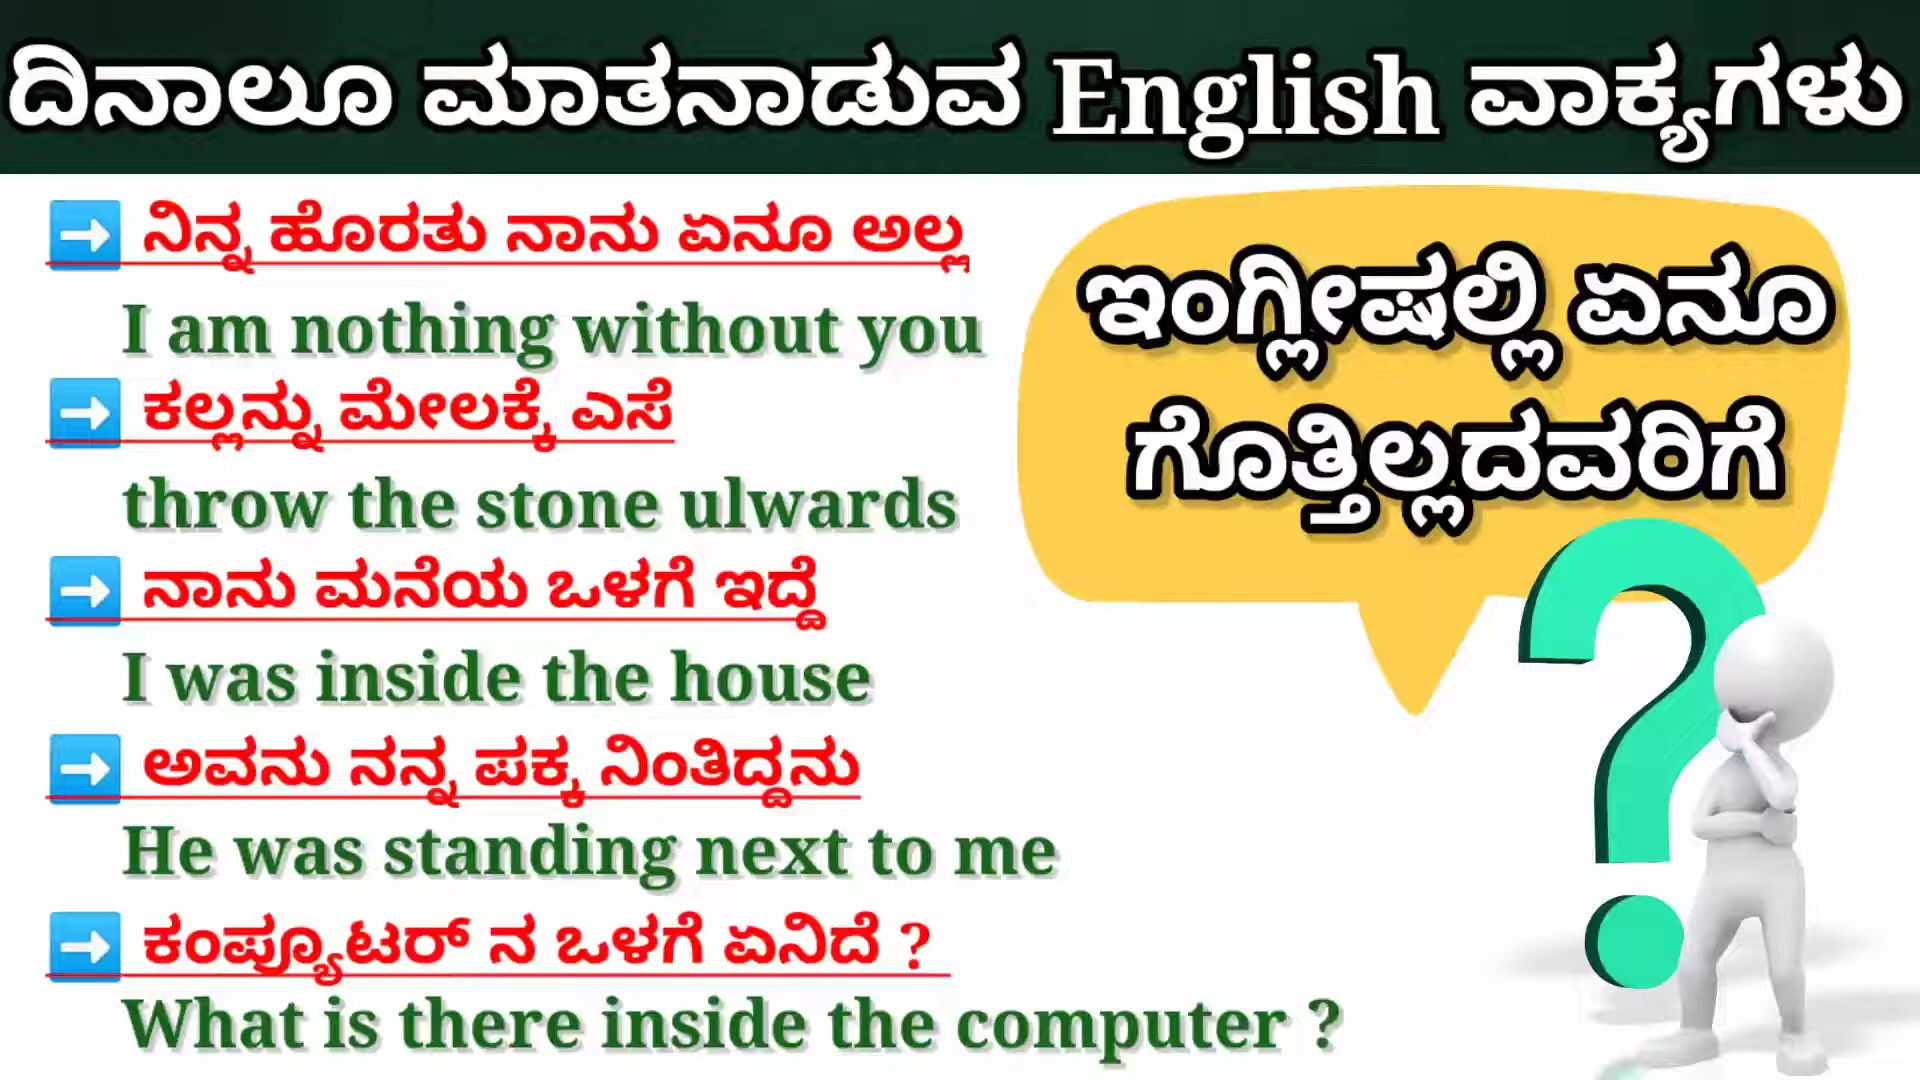 ದಿನಾಲೂ ಮಾತನಾಡುವ English ವಾಕ್ಯಗಳು
ನಿನ್ನ ಹೊರತು ನಾನು ಏನೂ ಅಲ್ಲ
I am nothing without you
ಕಲ್ಲನ್ನು ಮೇಲಕ್ಕೆ ಎಸೆ
throw the stone ulwards
ನಾನು ಮನೆಯ ಒಳಗೆ ಇದ್ದೆ
I was inside the house
ಅವನು ನನ್ನ ಪಕ್ಕ ನಿಂತಿದ್ದನು
He was standing next to me
ಕಂಪ್ಯೂಟರ್ ನ ಒಳಗೆ ಏನಿದೆ ?
What is there inside the computer ?
ಇಂಗ್ಲೀಷಲ್ಲಿ ಏನೂ
ಗೊತ್ತಿಲ್ಲದವರಿಗೆ